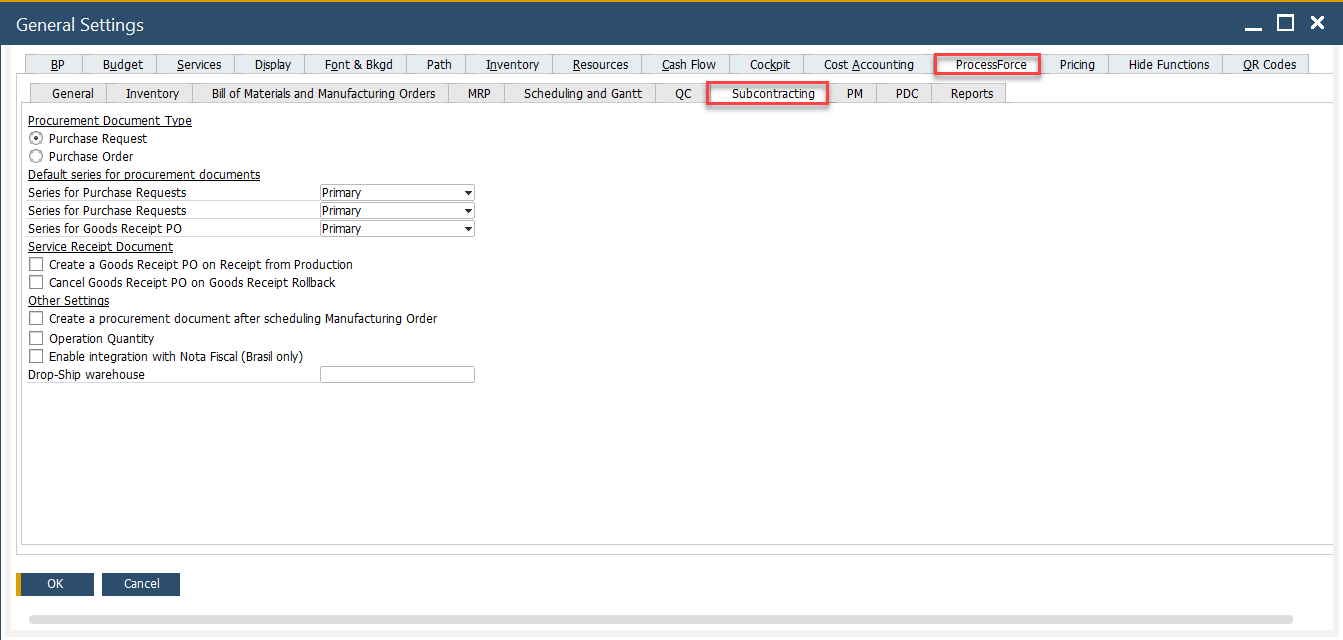 General Settings
BP Budget Services Display Font & Bkgd Path Inventory Resources Cash Flow Cockpit Cost Accounting ProcessForce Pricing Hide Functions QR Codes
General Inventory Bill of Materials and Manufacturing Orders MRP Scheduling and Gantt QC Subcontracting PM PDC Reports
Procurement Document Type
Purchase Request
Purchase Order
Default series for procurement documents
Series for Purchase Requests Primary
Series for Purchase Requests Primary
Series for Goods Receipt PO Primary
Service Receipt Document
Create a Goods Receipt PO on Receipt from Production
Cancel Goods Receipt PO on Goods Receipt Rollback
Other Settings
Create a procurement document after scheduling Manufacturing Order
Operation Quantity
Enable integration with Nota Fiscal (Brasil only)
Drop-Ship warehouse
OK Cancel